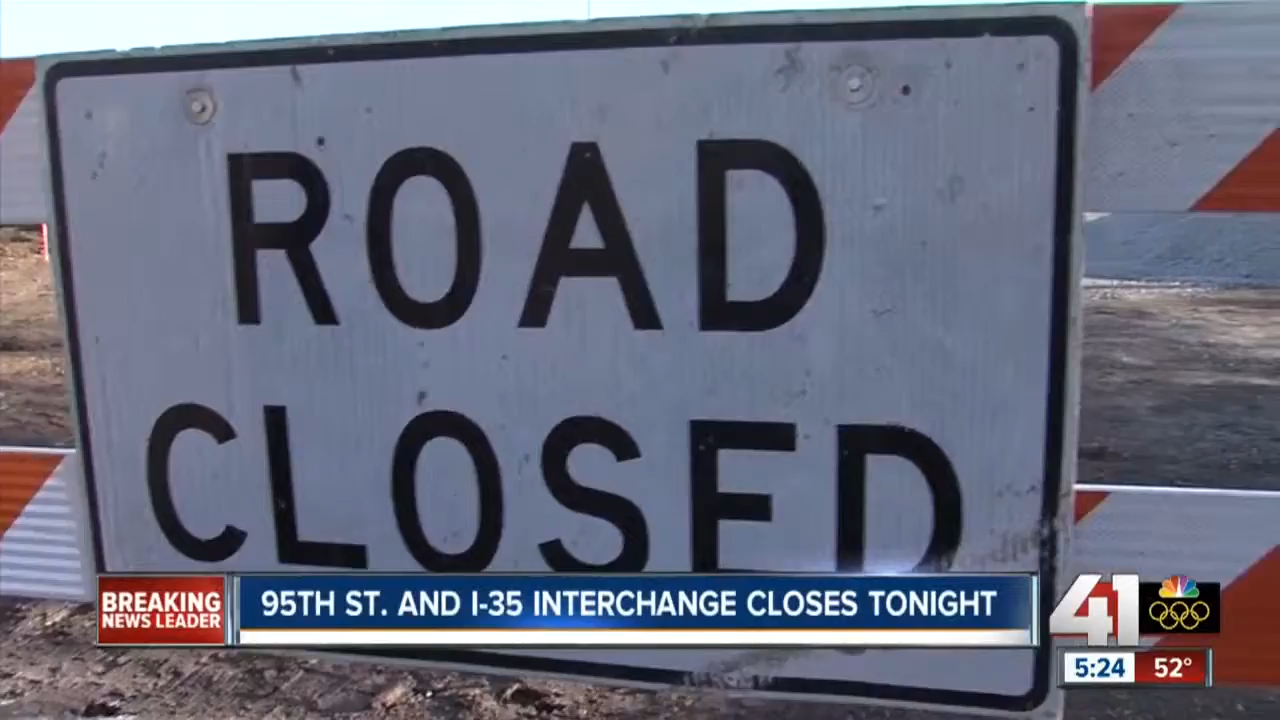 ROAD
CLOSED
BREAKING
NEWS LEADER
95TH ST. AND I-35 INTERCHANGE CLOSES TONIGHT
41
5:24
52°